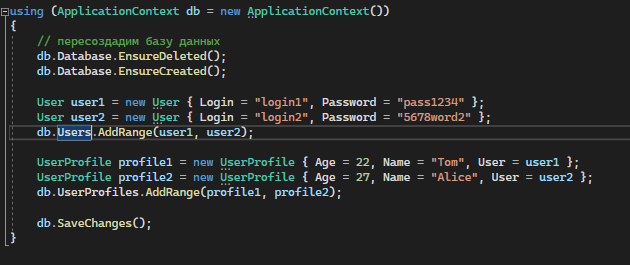 using (ApplicationContext db = new ApplicationContext())
{
// пересоздадим базу данных
db.Database.EnsureDeleted();
db.Database.EnsureCreated();
User user1 = new User { Login = "login1", Password = "pass1234" };
User user2 = new User { Login = "login2", Password = "5678word2" };
db.Users.AddRange(user1, user2);
UserProfile profile1 = new UserProfile { Age = 22, Name = "Tom", User = user1 };
UserProfile profile2 = new UserProfile { Age = 27, Name = "Alice", User = user2 };
db.UserProfiles.AddRange(profile1, profile2);
db.SaveChanges();
}